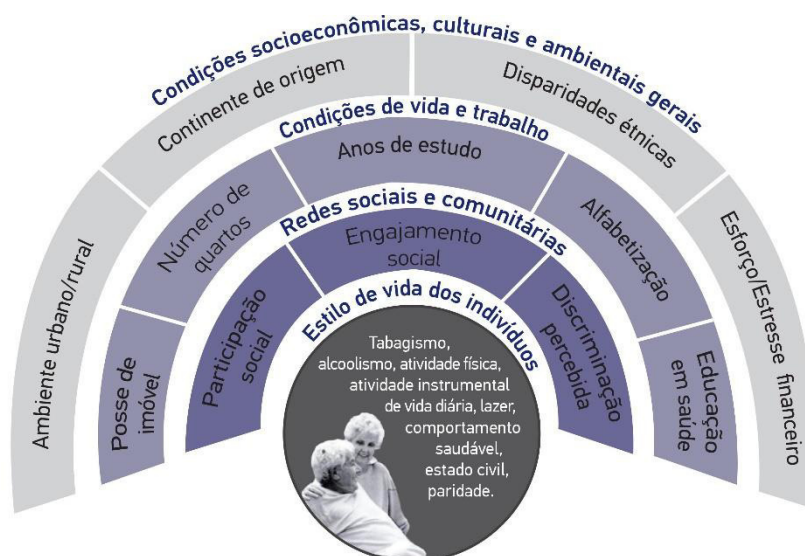 Condições socioeconômicas, culturais e ambientais gerais
Ambiente urbano/rural
Continente de origem
Disparidades étnicas
Esforço/Estresse financeiro
Condições de vida e trabalho
Posse de
imóvel
Número de
quartos
Anos de estudo
Alfabetização
Educação
em saúde
Redes sociais e comunitárias
Participação
social
Engajamento
social
Discriminação
percebida
Estilo de vida dos indivíduos
Tabagismo,
alcoolismo, atividade física,
atividade instrumental
de vida diária, lazer,
comportamento
saudável,
estado civil,
paridade.